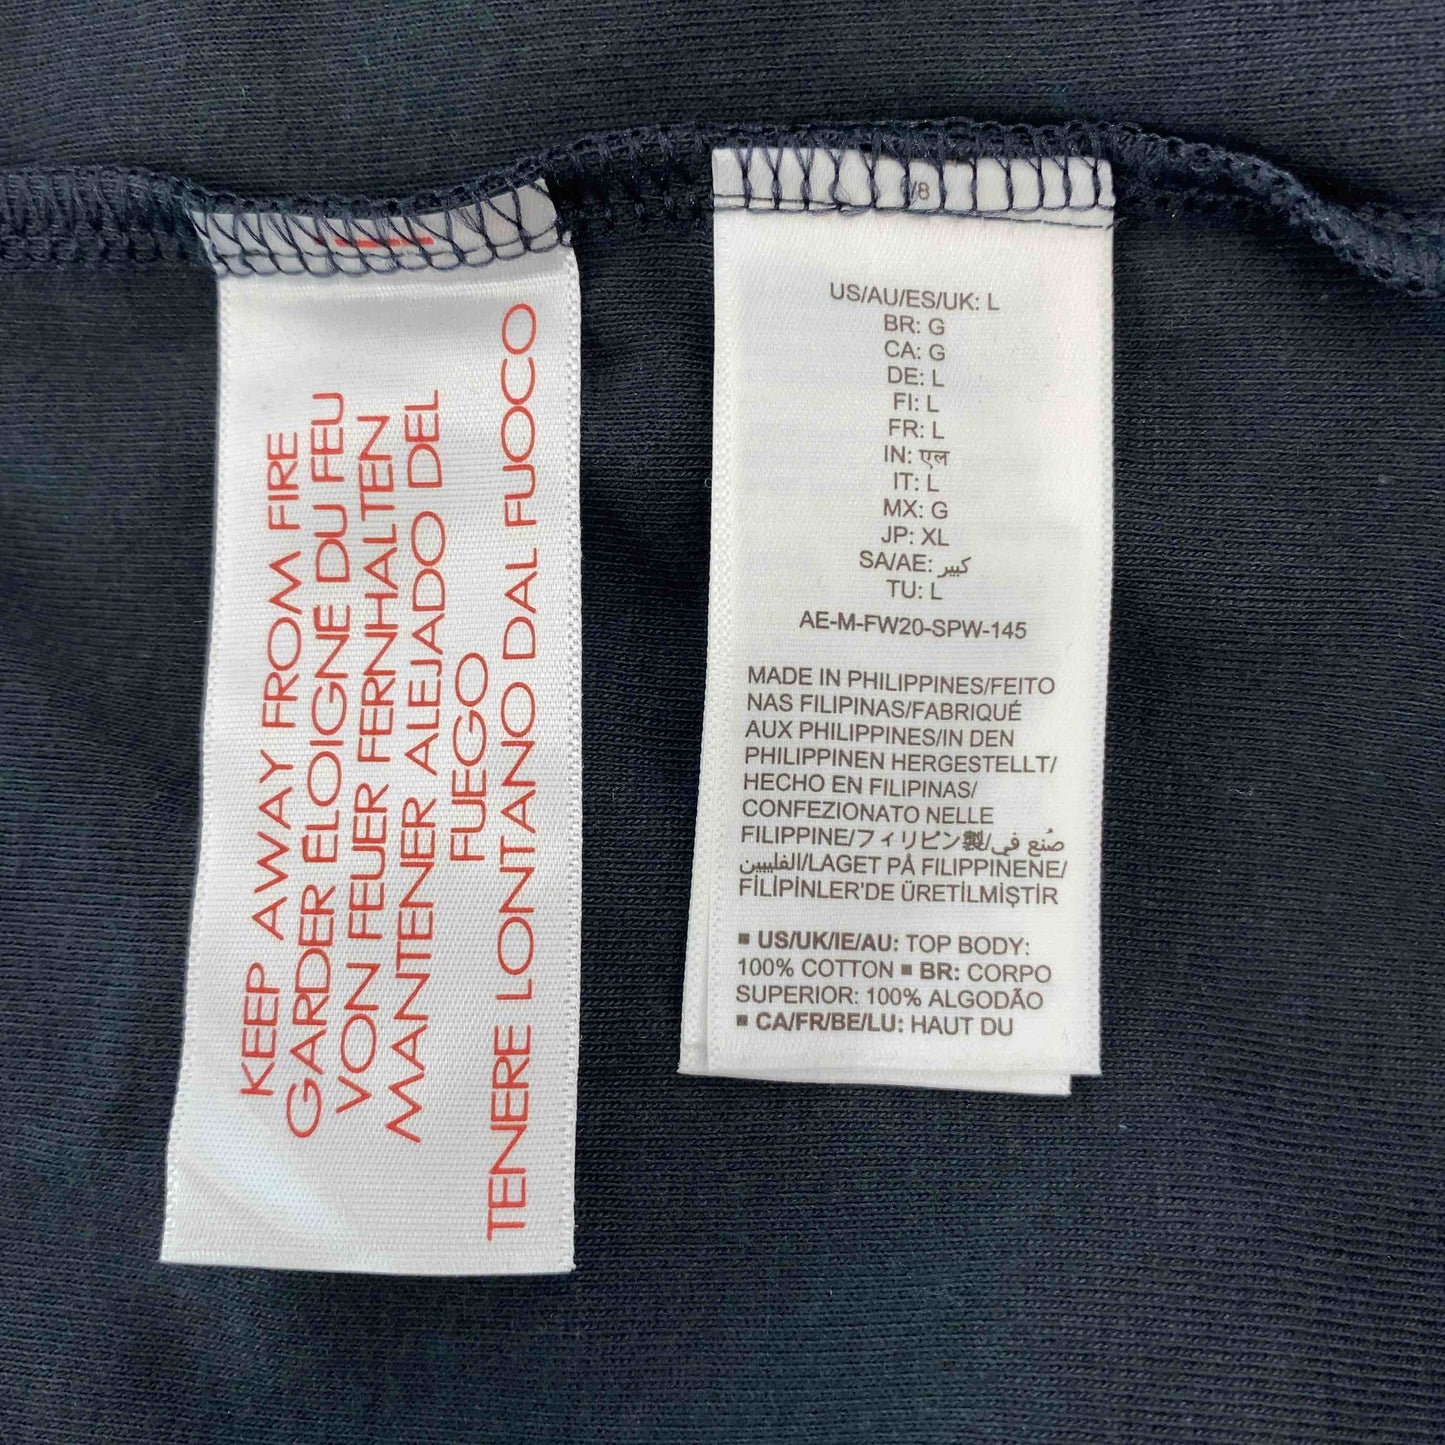 KEEP AWAY FROM FIRE
GARDER ELOIGNE DU FEU
VON FEUER FERNHALTEN
MANTENER ALEJADO DEL
FUEGO
TENERE LONTANO DAL FUOCO
/8
US/AU/ES/UK: L
BR: G
CA: G
DE: L
FI: L
FR: L
IN: एल
IT: L
MX: G
JP: XL
SA/AE: كبير
TU: L
AE-M-FW20-SPW-145
MADE IN PHILIPPINES/FEITO
NAS FILIPINAS/FABRIQUÉ
AUX PHILIPPINES/IN DEN
PHILIPPINEN HERGESTELLT/
HECHO EN FILIPINAS/
CONFEZIONATO NELLE
FILIPPINE/フィリピン製/صُنع في
الفليبين/LAGET PÅ FILIPPINENE/
FİLİPİNLER'DE ÜRETİLMİŞTİR
▪ US/UK/IE/AU: TOP BODY:
100% COTTON ▪ BR: CORPO
SUPERIOR: 100% ALGODÃO
▪ CA/FR/BE/LU: HAUT DU